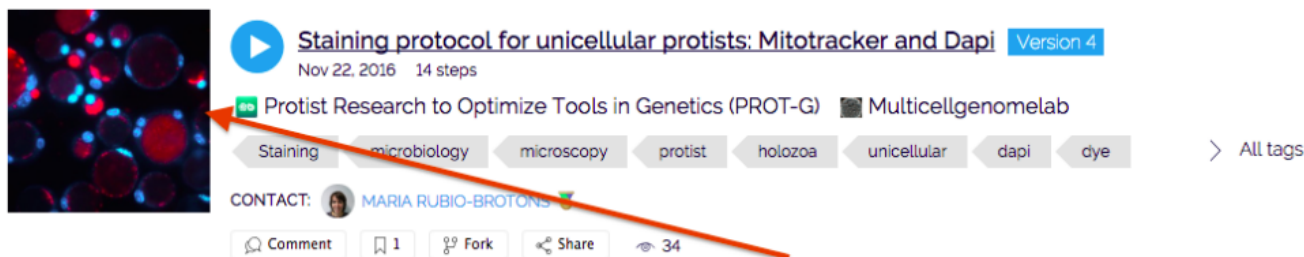 Staining protocol for unicellular protists: Mitotracker and Dapi Version 4
Nov 22, 2016 14 steps
Protist Research to Optimize Tools in Genetics (PROT-G) Multicellgenomelab
Staining microbiology microscopy protist holozoa unicellular dapi dye > All tags
CONTACT: MARIA RUBIO-BROTONS
Comment 1 Fork Share 34